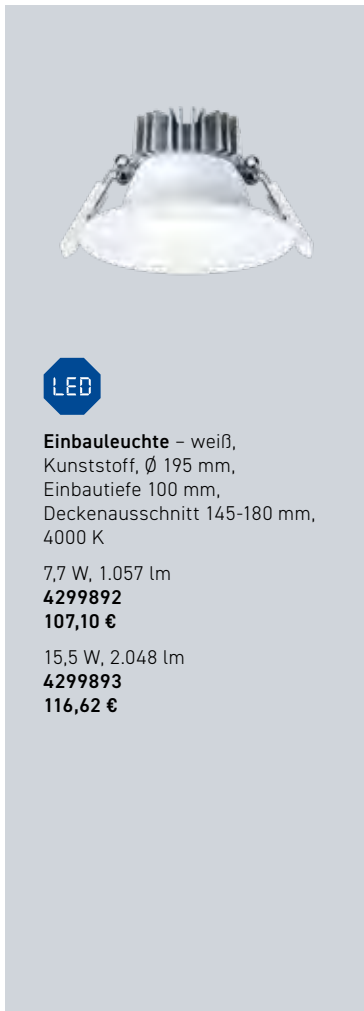 LED
Einbauleuchte – weiß,
Kunststoff, Ø 195 mm,
Einbautiefe 100 mm,
Deckenausschnitt 145-180 mm,
4000 K
7,7 W, 1.057 lm
4299892
107,10 €
15,5 W, 2.048 lm
4299893
116,62 €